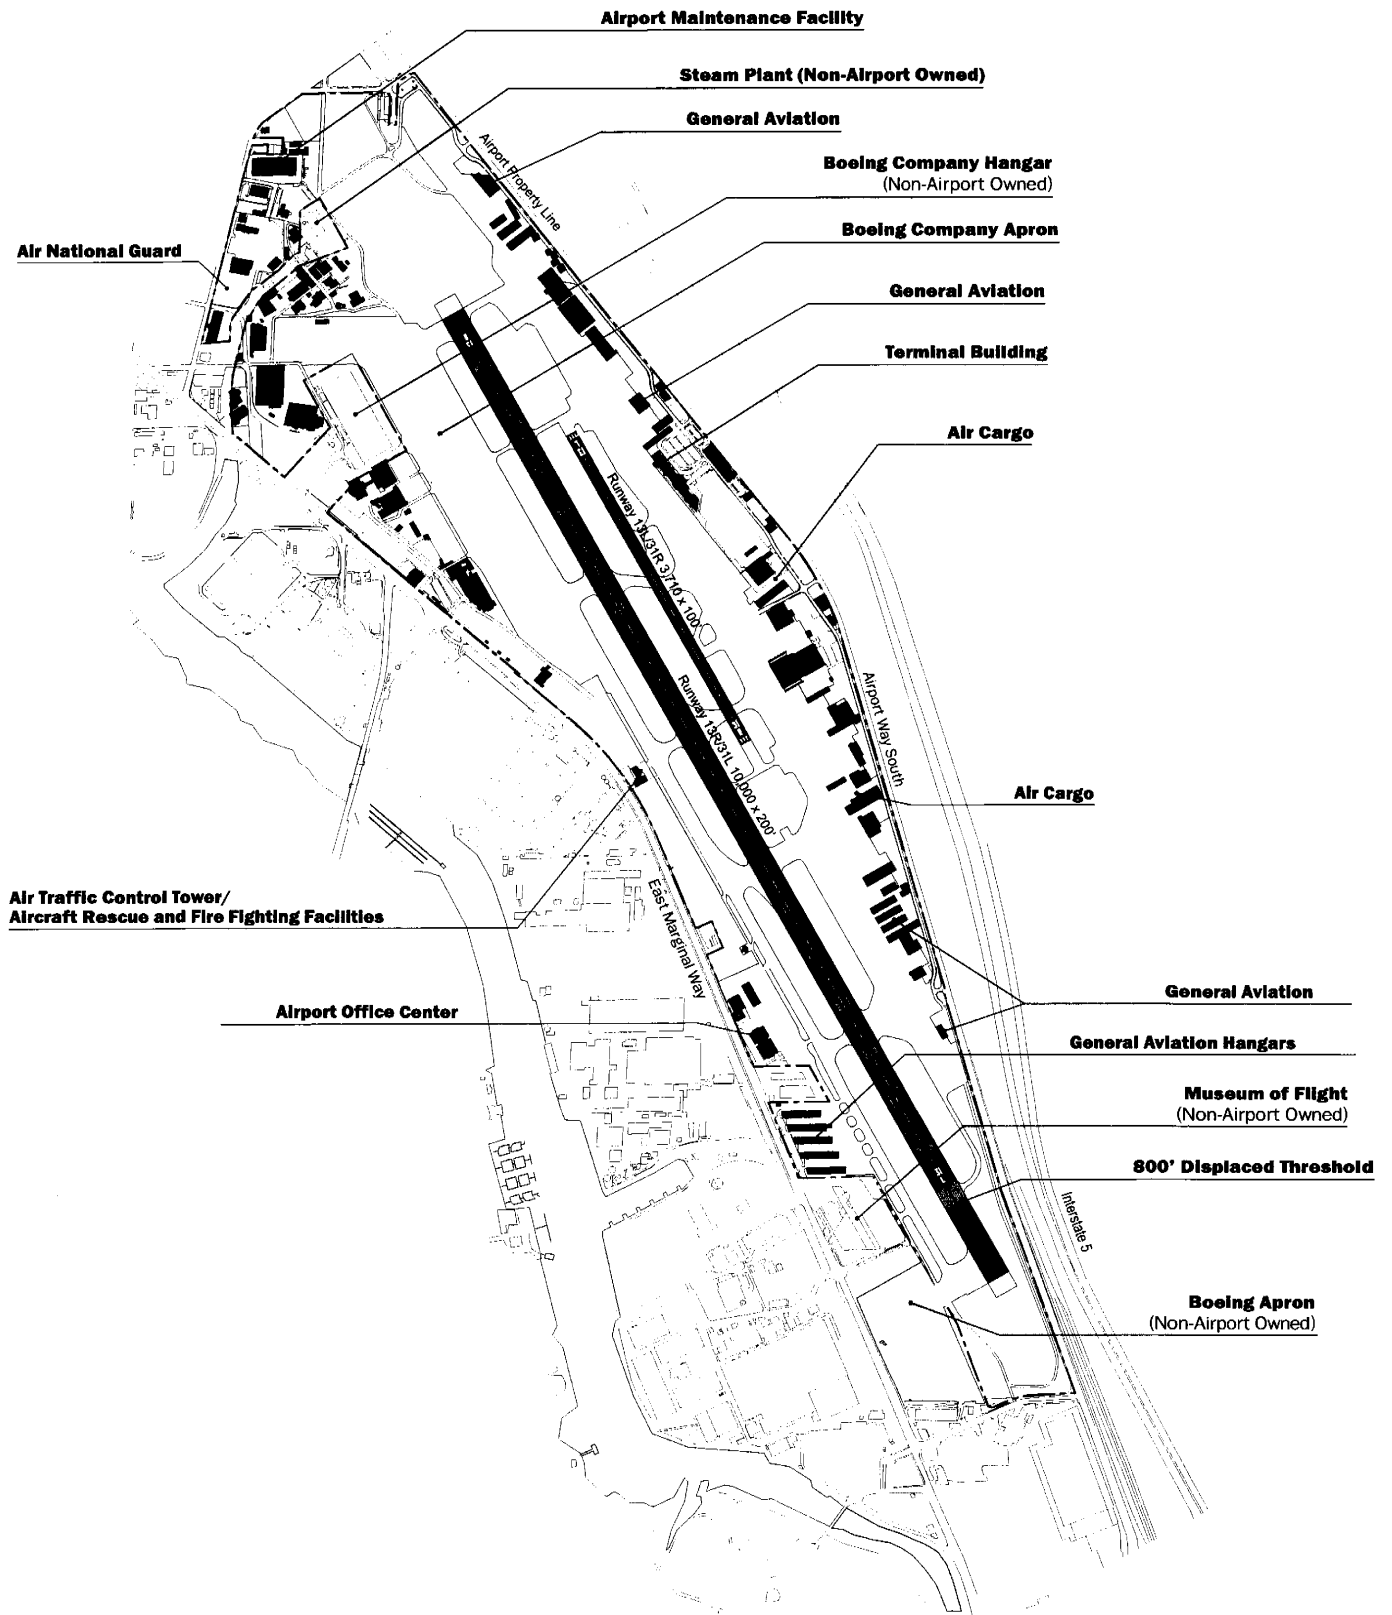 Airport Maintenance Facility
Steam Plant (Non-Airport Owned)
General Aviation
Airport Property Line
Boeing Company Hangar
(Non-Airport Owned)
Boeing Company Apron
Air National Guard
General Aviation
Terminal Building
Air Cargo
Runway 13L/31R 3,710 x 100'
Runway 13R/31L 10,000 x 200'
Airport Way South
Air Cargo
Air Traffic Control Tower/
Aircraft Rescue and Fire Fighting Facilities
East Marginal Way
General Aviation
Airport Office Center
General Aviation Hangars
Museum of Flight
(Non-Airport Owned)
800' Displaced Threshold
Interstate 5
Boeing Apron
(Non-Airport Owned)